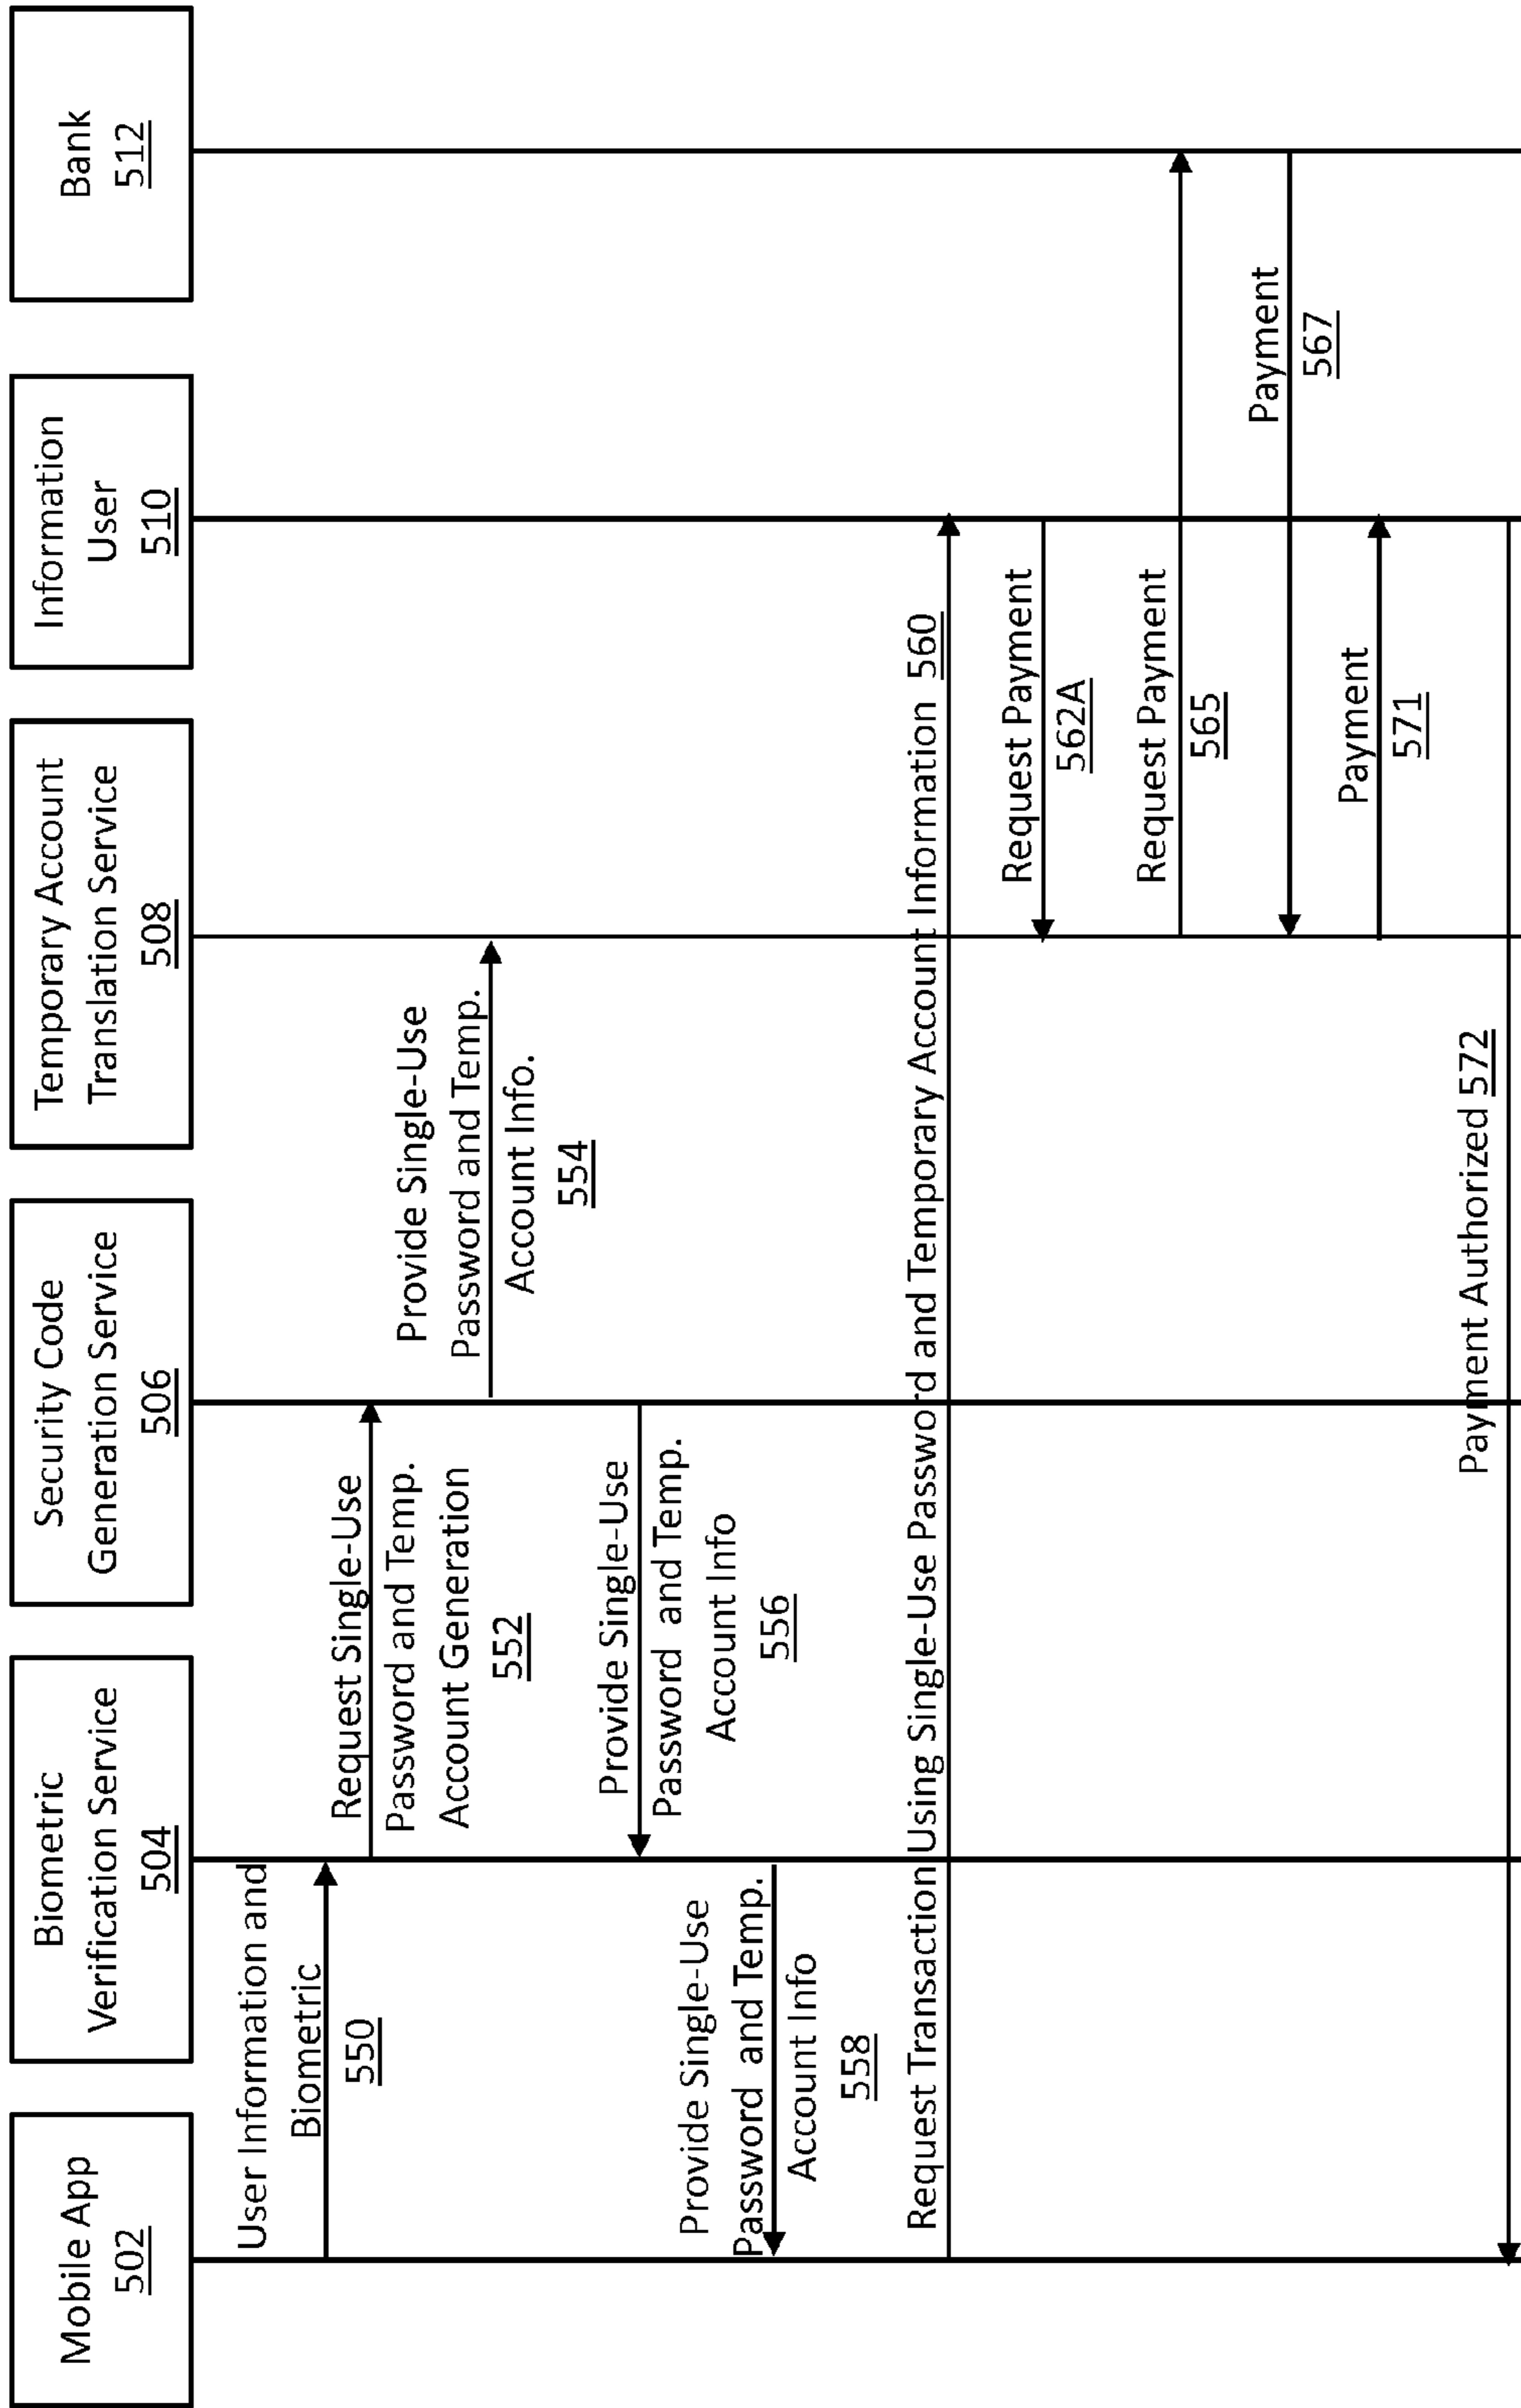 Mobile App
502
Biometric
Verification Service
504
Security Code
Generation Service
506
Temporary Account
Translation Service
508
Information
User
510
Bank
512
User Information and
Biometric
550
Request Single-Use
Password and Temp.
Account Generation
552
Provide Single-Use
Password and Temp.
Account Info.
554
Provide Single-Use
Password and Temp.
Account Info
556
Provide Single-Use
Password and Temp.
Account Info
558
Request Transaction Using Single-Use Password and Temporary Account Information 560
Request Payment
562A
Request Payment
565
Payment
567
Payment
571
Payment Authorized 572